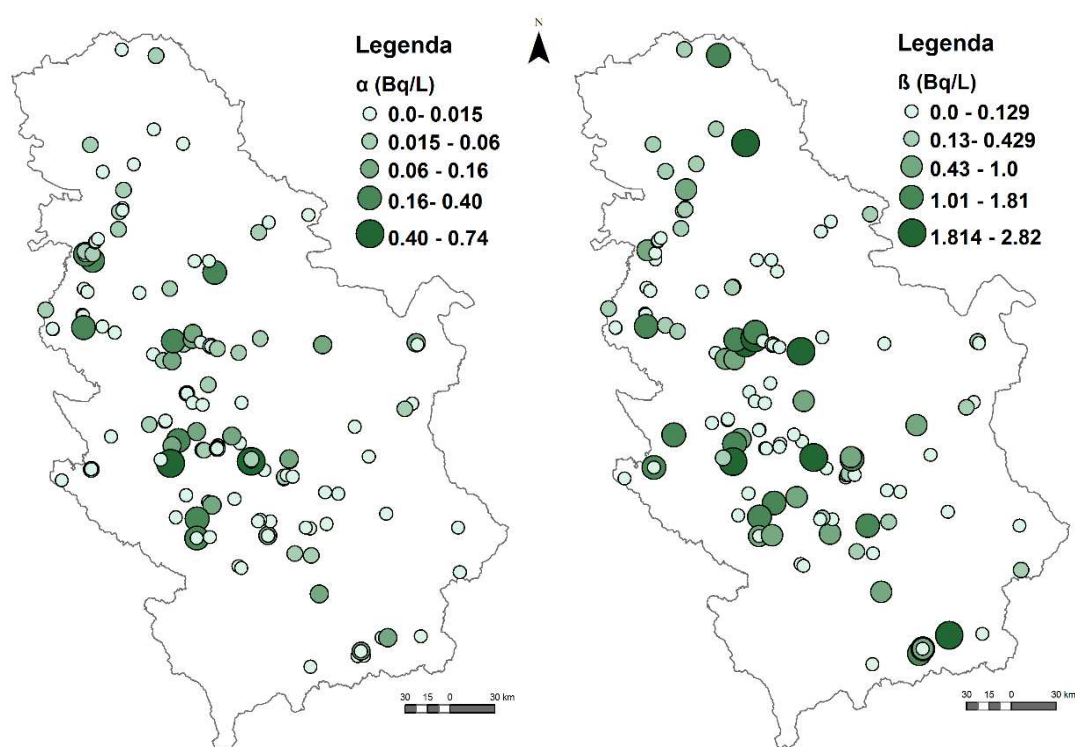 Legenda
α (Bq/L)
0.0- 0.015
0.015 - 0.06
0.06 - 0.16
0.16- 0.40
0.40 - 0.74
30 15 0 30 km
N
Legenda
ß (Bq/L)
0.0 - 0.129
0.13- 0.429
0.43 - 1.0
1.01 - 1.81
1.814 - 2.82
30 15 0 30 km